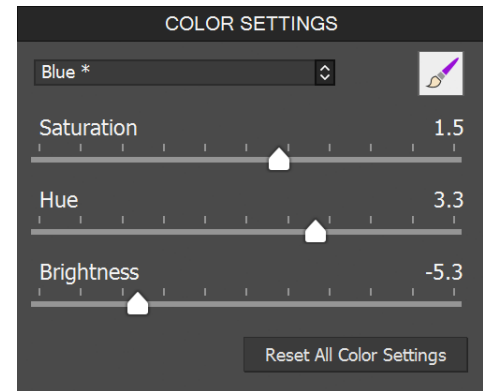 COLOR SETTINGS
Blue *
Saturation 1.5
Hue 3.3
Brightness -5.3
Reset All Color Settings